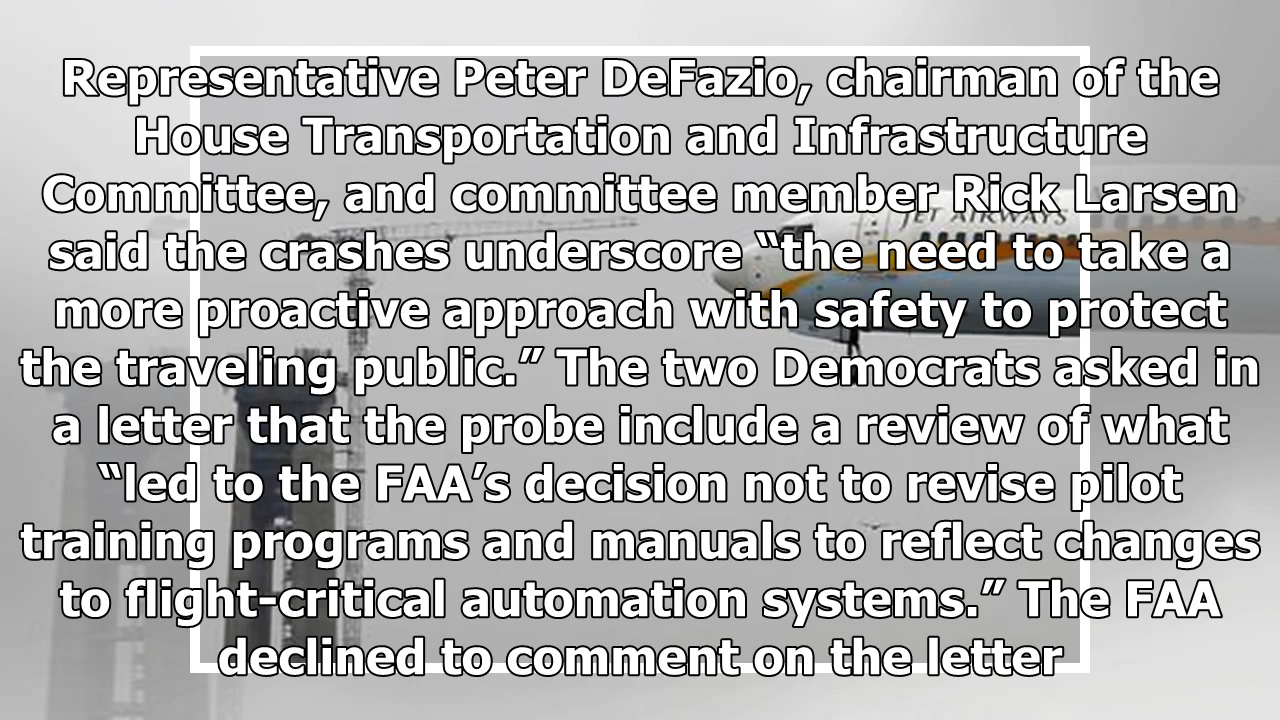 Representative Peter DeFazio, chairman of the
House Transportation and Infrastructure
Committee, and committee member Rick Larsen
said the crashes underscore “the need to take a
more proactive approach with safety to protect
the traveling public.” The two Democrats asked in
a letter that the probe include a review of what
“led to the FAA’s decision not to revise pilot
training programs and manuals to reflect changes
to flight-critical automation systems.” The FAA
declined to comment on the letter
JET AIRWAYS